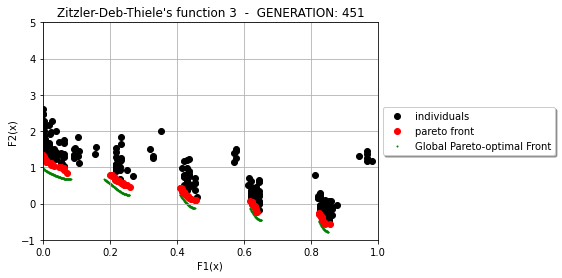 Zitzler-Deb-Thiele's function 3 - GENERATION: 451
5
4
3
2
1
0
−1
F2(x)
0.0 0.2 0.4 0.6 0.8 1.0
F1(x)
individuals
pareto front
Global Pareto-optimal Front